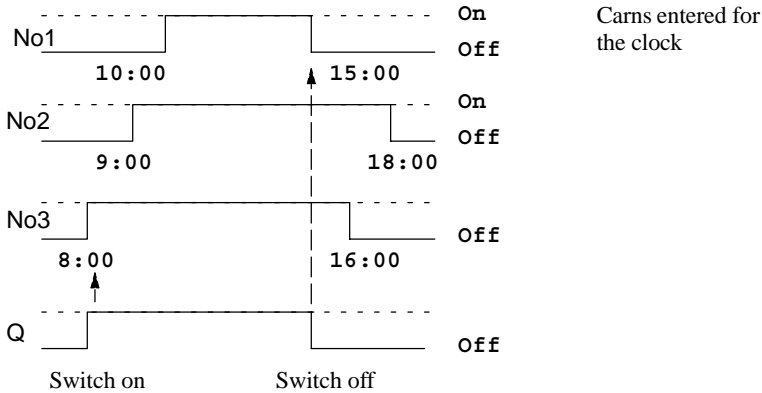 On
Carns entered for
the clock
No1
Off
10:00 15:00
On
No2
Off
9:00 18:00
No3
Off
8:00 16:00
Q
Off
Switch on Switch off